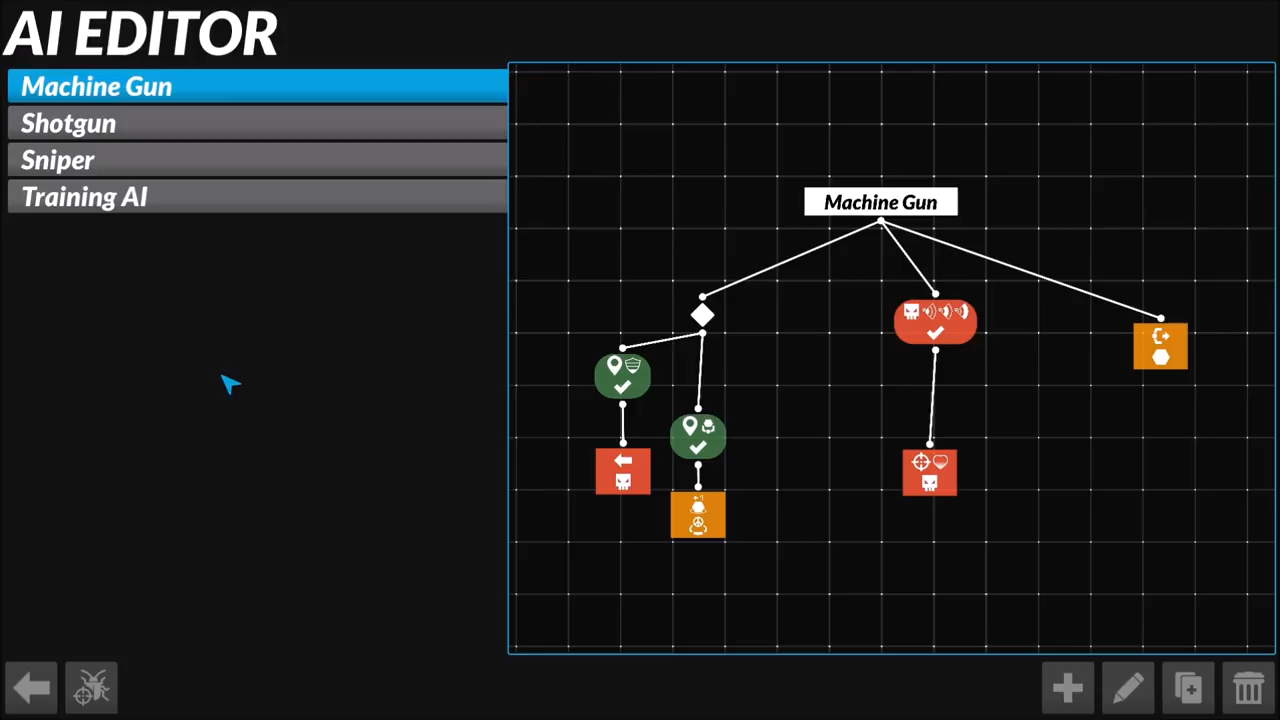 AI EDITOR
Machine Gun
Shotgun
Sniper
Training AI
Machine Gun